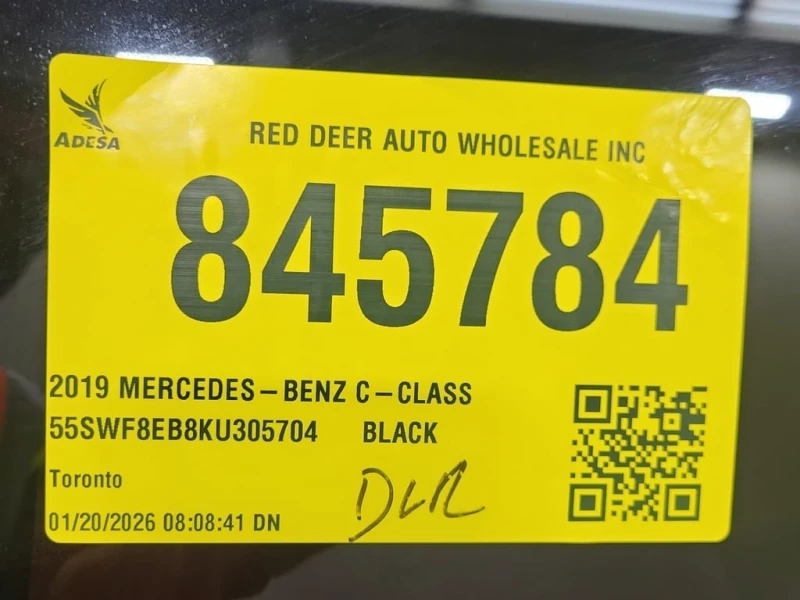 ADESA
RED DEER AUTO WHOLESALE INC
845784
2019 MERCEDES-BENZ C-CLASS
55SWF8EB8KU305704 BLACK
Toronto
DLR
01/20/2026 08:08:41 DN